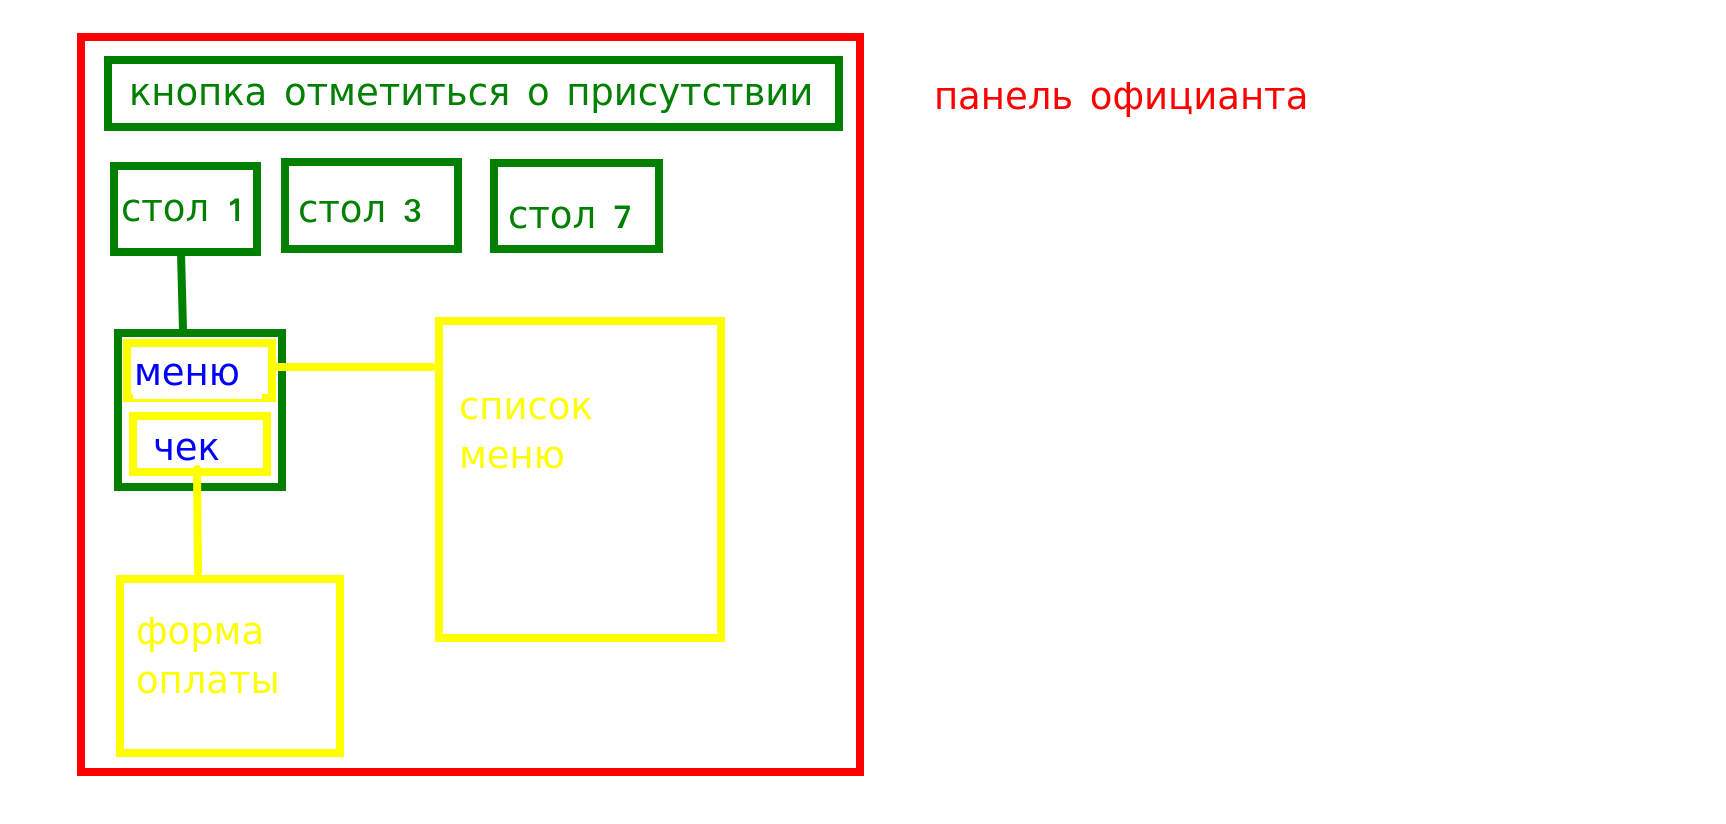 кнопка отметиться о присутствии
панель официанта
стол 1
стол 3
стол 7
меню
чек
список
меню
форма
оплаты